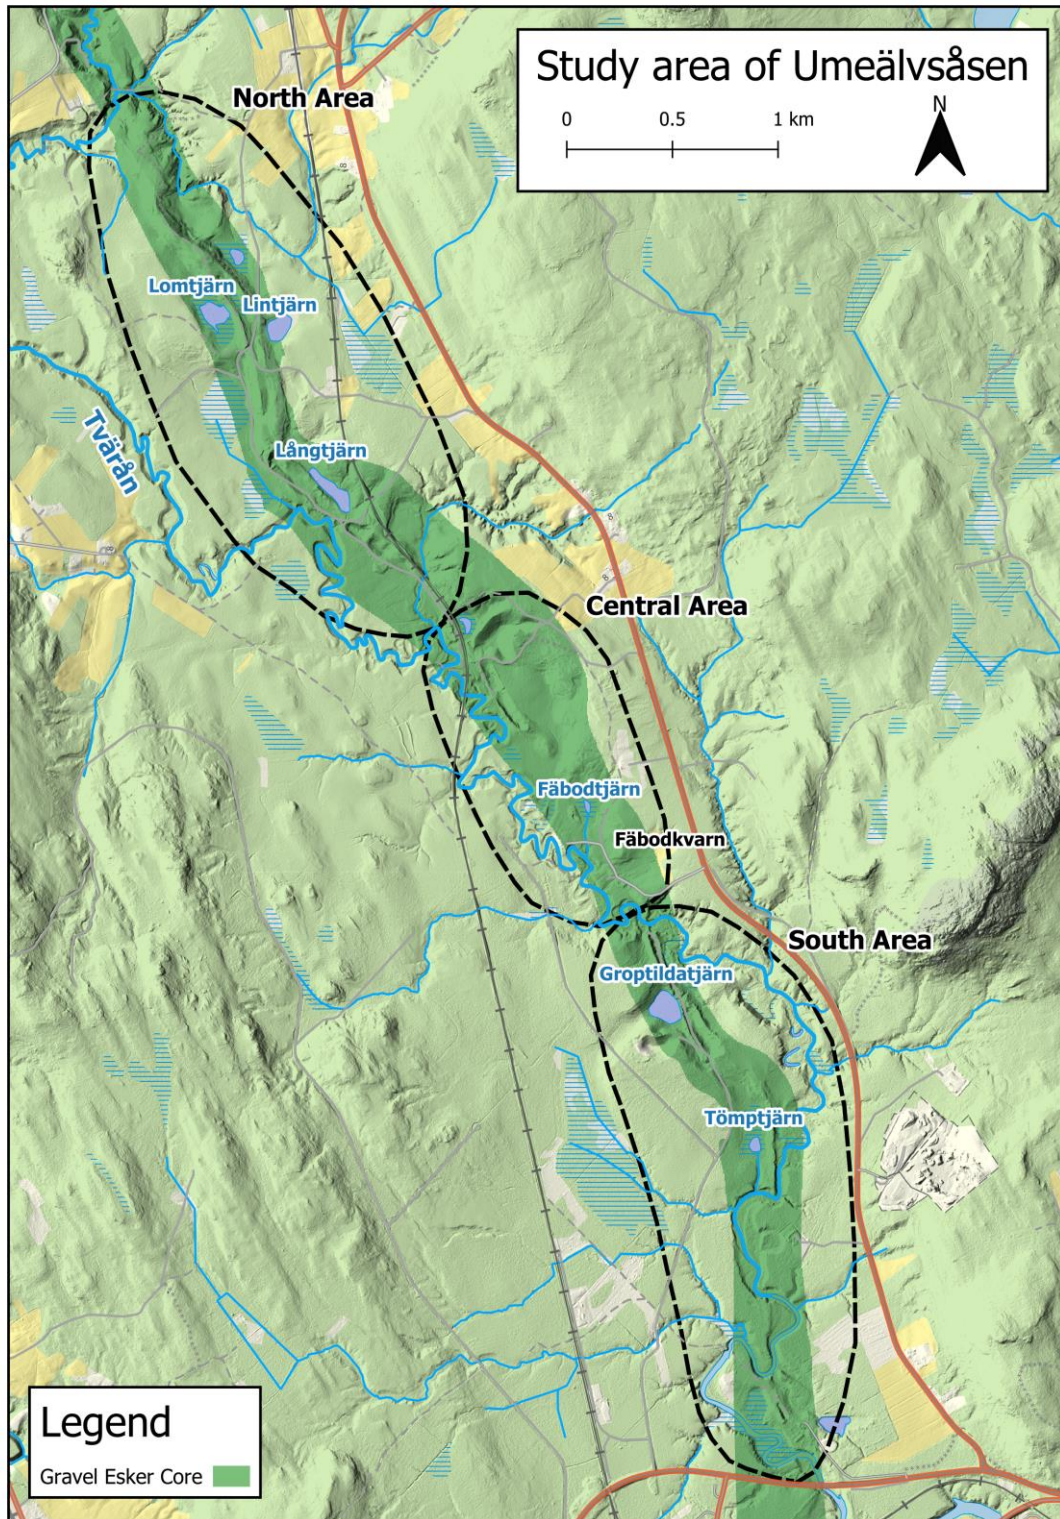 Study area of Umeälvsåsen
0 0.5 1 km
N
North Area
Lomtjärn
Lintjärn
Tvärån
Långtjärn
Central Area
Fäbodtjärn
Fäbodkvarn
South Area
Groptildatjärn
Tömptjärn
Legend
Gravel Esker Core